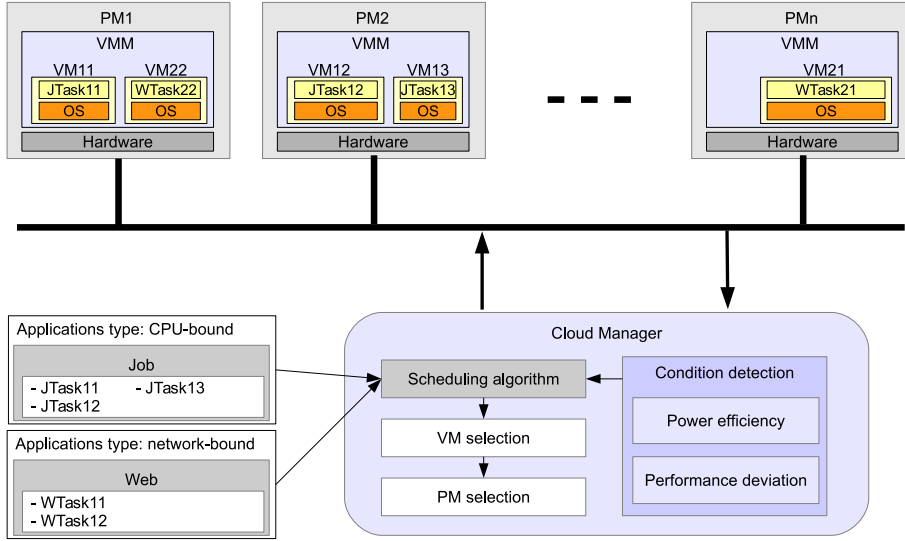 PM1 PM2 PMn
VMM VMM VMM
VM11 VM22 VM12 VM13 VM21
JTask11 WTask22 JTask12 JTask13 WTask21
OS OS OS OS OS
Hardware Hardware Hardware
Applications type: CPU-bound
Job
- JTask11 - JTask13
- JTask12
Applications type: network-bound
Web
- WTask11
- WTask12
Cloud Manager
Scheduling algorithm
VM selection
PM selection
Condition detection
Power efficiency
Performance deviation